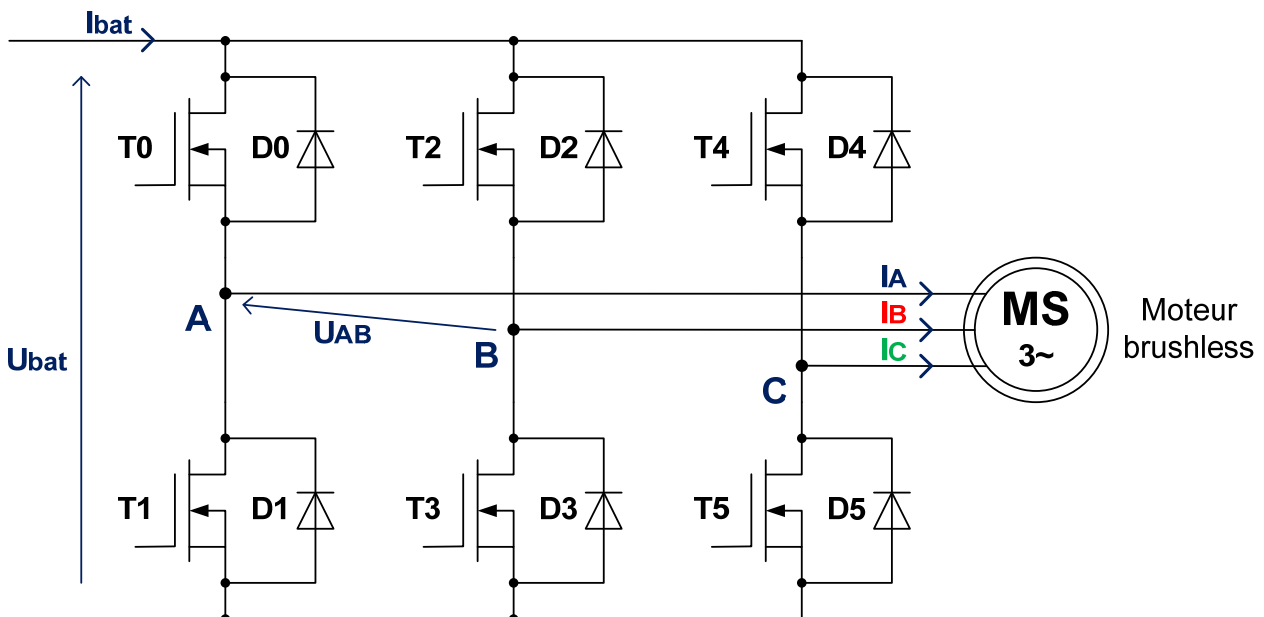 Ibat
T0
D0
T2
D2
T4
D4
IA
IB
IC
A
UAB
B
C
Ubat
MS
3~
Moteur
brushless
T1
D1
T3
D3
T5
D5